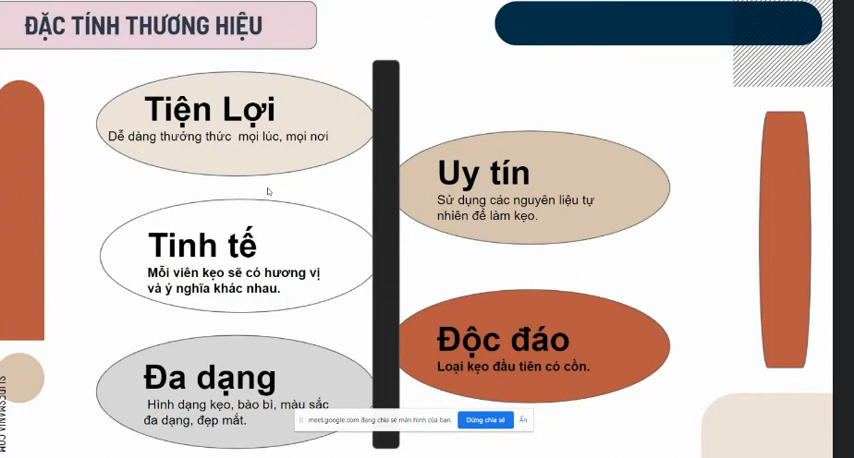 ĐẶC TÍNH THƯƠNG HIỆU
Tiện Lợi
Dễ dàng thưởng thức mọi lúc, mọi nơi
Uy tín
Sử dụng các nguyên liệu tự
nhiên để làm kẹo.
Tinh tế
Mỗi viên kẹo sẽ có hương vị
và ý nghĩa khác nhau.
Độc đáo
Loại kẹo đầu tiên có cồn.
Đa dạng
Hình dạng kẹo, bào bì, màu sắc
đa dạng, đẹp mắt.
meet.google.com đang chia sẻ màn hình của bạn.
Dừng chia sẻ
Ẩn